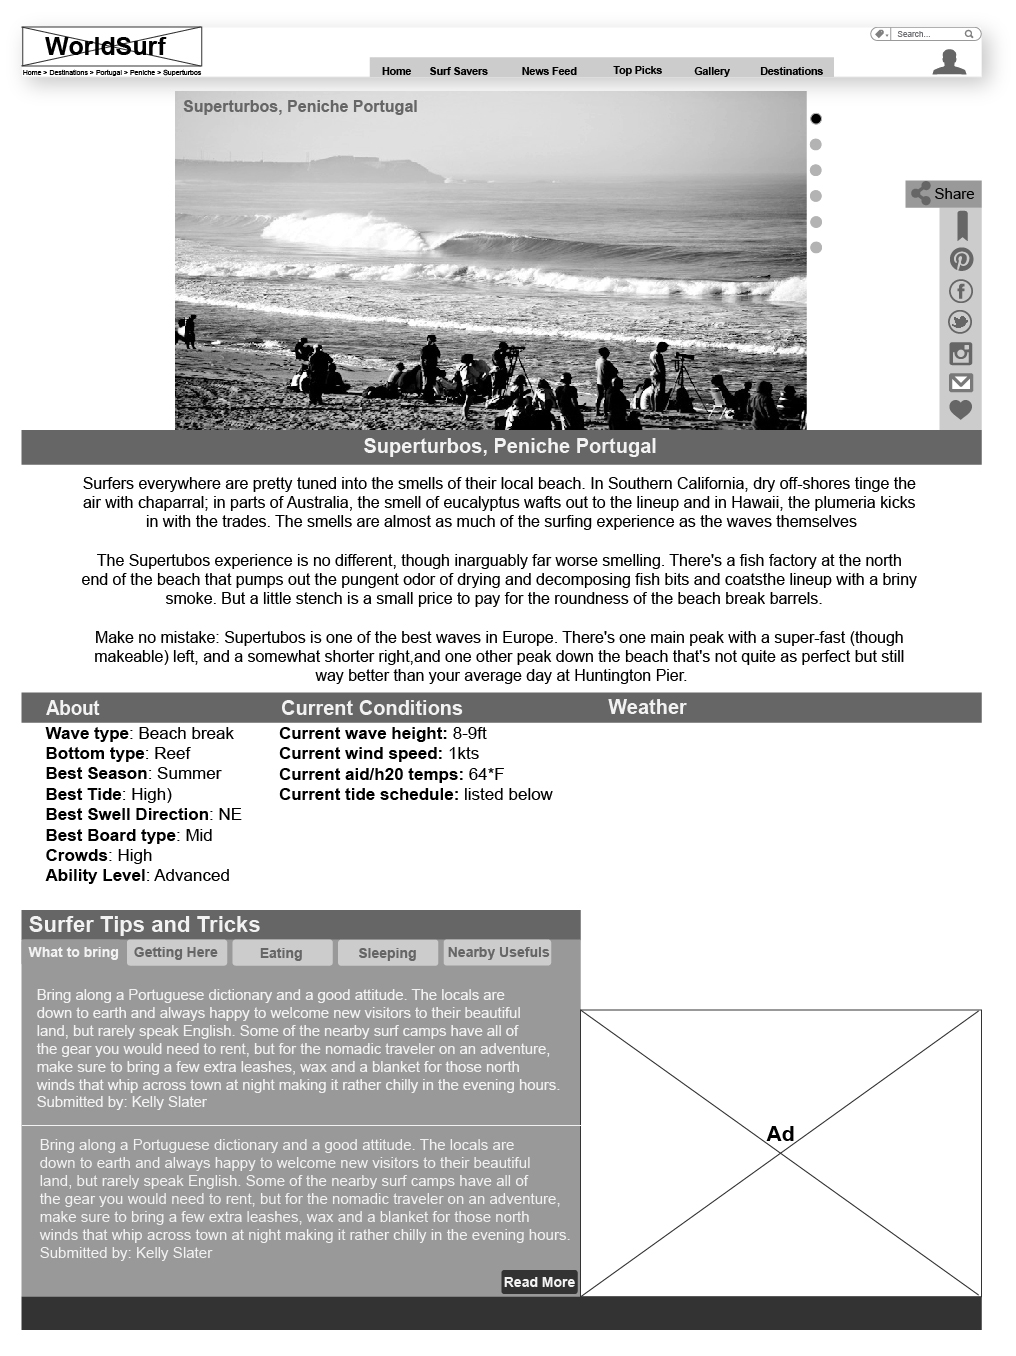 WorldSurf
Home > Destinations > Portugal > Peniche > Superturbos
Search...
Home Surf Savers News Feed Top Picks Gallery Destinations
Superturbos, Peniche Portugal
Share
Superturbos, Peniche Portugal
Surfers everywhere are pretty tuned into the smells of their local beach. In Southern California, dry off-shores tinge the
air with chaparral; in parts of Australia, the smell of eucalyptus wafts out to the lineup and in Hawaii, the plumeria kicks
in with the trades. The smells are almost as much of the surfing experience as the waves themselves
The Supertubos experience is no different, though inarguably far worse smelling. There's a fish factory at the north
end of the beach that pumps out the pungent odor of drying and decomposing fish bits and coatsthe lineup with a briny
smoke. But a little stench is a small price to pay for the roundness of the beach break barrels.
Make no mistake: Supertubos is one of the best waves in Europe. There's one main peak with a super-fast (though
makeable) left, and a somewhat shorter right,and one other peak down the beach that's not quite as perfect but still
way better than your average day at Huntington Pier.
About
Wave type: Beach break
Bottom type: Reef
Best Season: Summer
Best Tide: High)
Best Swell Direction: NE
Best Board type: Mid
Crowds: High
Ability Level: Advanced
Current Conditions
Current wave height: 8-9ft
Current wind speed: 1kts
Current aid/h20 temps: 64*F
Current tide schedule: listed below
Weather
Surfer Tips and Tricks
What to bring Getting Here Eating Sleeping Nearby Usefuls
Bring along a Portuguese dictionary and a good attitude. The locals are
down to earth and always happy to welcome new visitors to their beautiful
land, but rarely speak English. Some of the nearby surf camps have all of
the gear you would need to rent, but for the nomadic traveler on an adventure,
make sure to bring a few extra leashes, wax and a blanket for those north
winds that whip across town at night making it rather chilly in the evening hours.
Submitted by: Kelly Slater
Bring along a Portuguese dictionary and a good attitude. The locals are
down to earth and always happy to welcome new visitors to their beautiful
land, but rarely speak English. Some of the nearby surf camps have all of
the gear you would need to rent, but for the nomadic traveler on an adventure,
make sure to bring a few extra leashes, wax and a blanket for those north
winds that whip across town at night making it rather chilly in the evening hours.
Submitted by: Kelly Slater
Read More
Ad